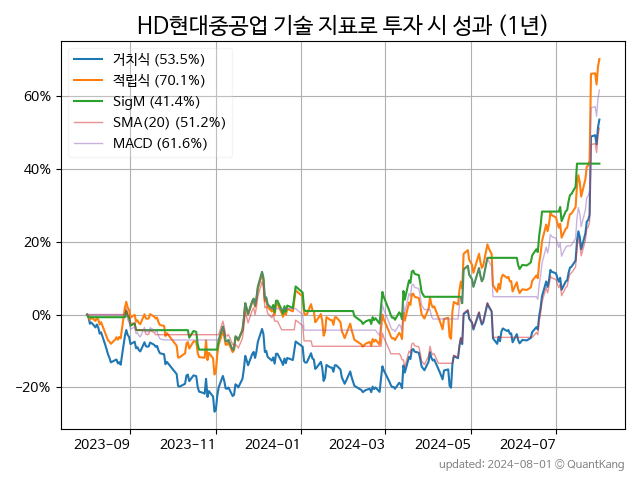 HD현대중공업 기술 지표로 투자 시 성과 (1년)
거치식 (53.5%)
적립식 (70.1%)
SigM (41.4%)
SMA(20) (51.2%)
MACD (61.6%)
60%
40%
20%
0%
−20%
2023-09 2023-11 2024-01 2024-03 2024-05 2024-07
updated: 2024-08-01 © QuantKang